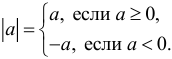 |a| = { a, если a ≥ 0,
−a, если a < 0.